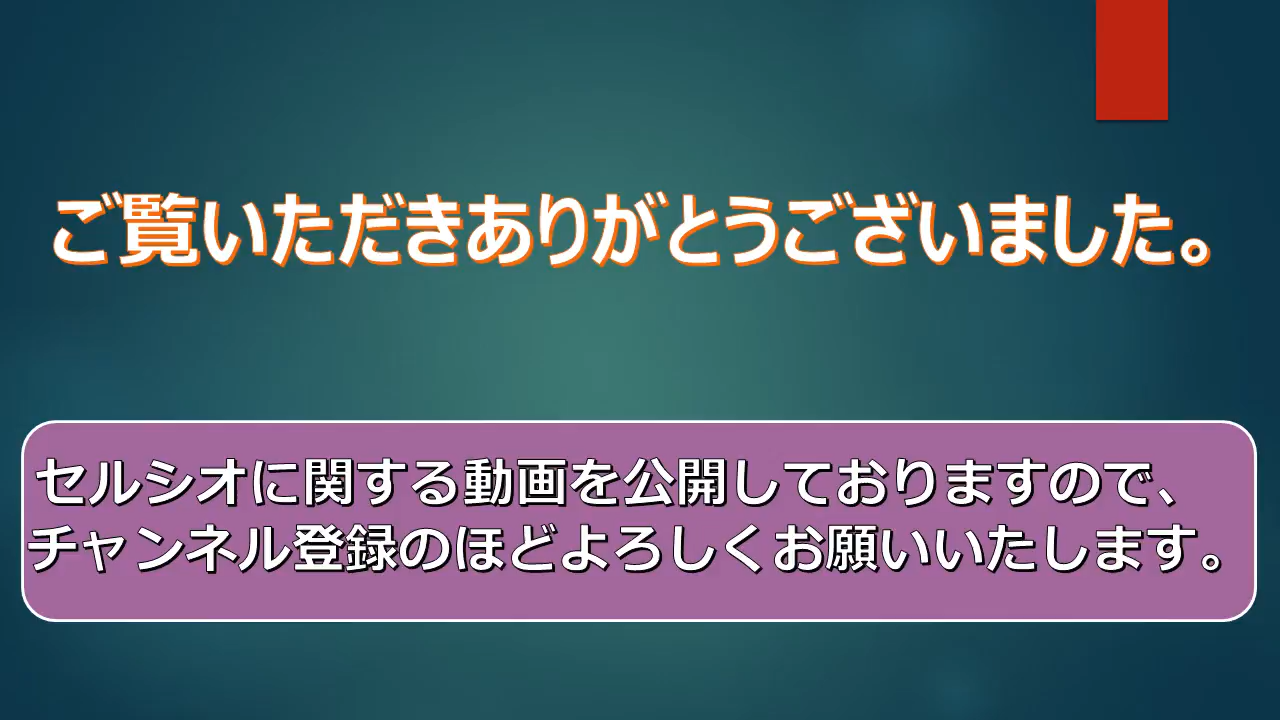 ご覧いただきありがとうございました。
セルシオに関する動画を公開しておりますので、
チャンネル登録のほどよろしくお願いいたします。